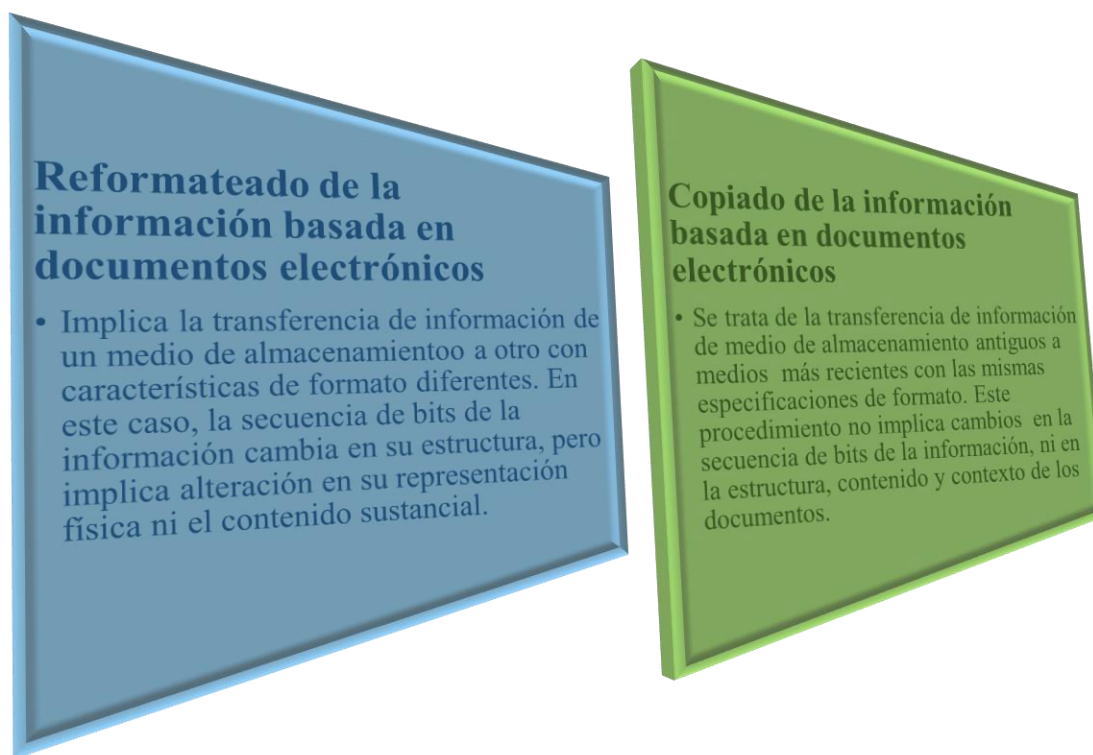 Reformateado de la
información basada en
documentos electrónicos
• Implica la transferencia de información de
un medio de almacenamientoo a otro con
características de formato diferentes. En
este caso, la secuencia de bits de la
información cambia en su estructura, pero
implica alteración en su representación
física ni el contenido sustancial.
Copiado de la información
basada en documentos
electrónicos
• Se trata de la transferencia de información
de medio de almacenamiento antiguos a
medios más recientes con las mismas
especificaciones de formato. Este
procedimiento no implica cambios en la
secuencia de bits de la información, ni en
la estructura, contenido y contexto de los
documentos.